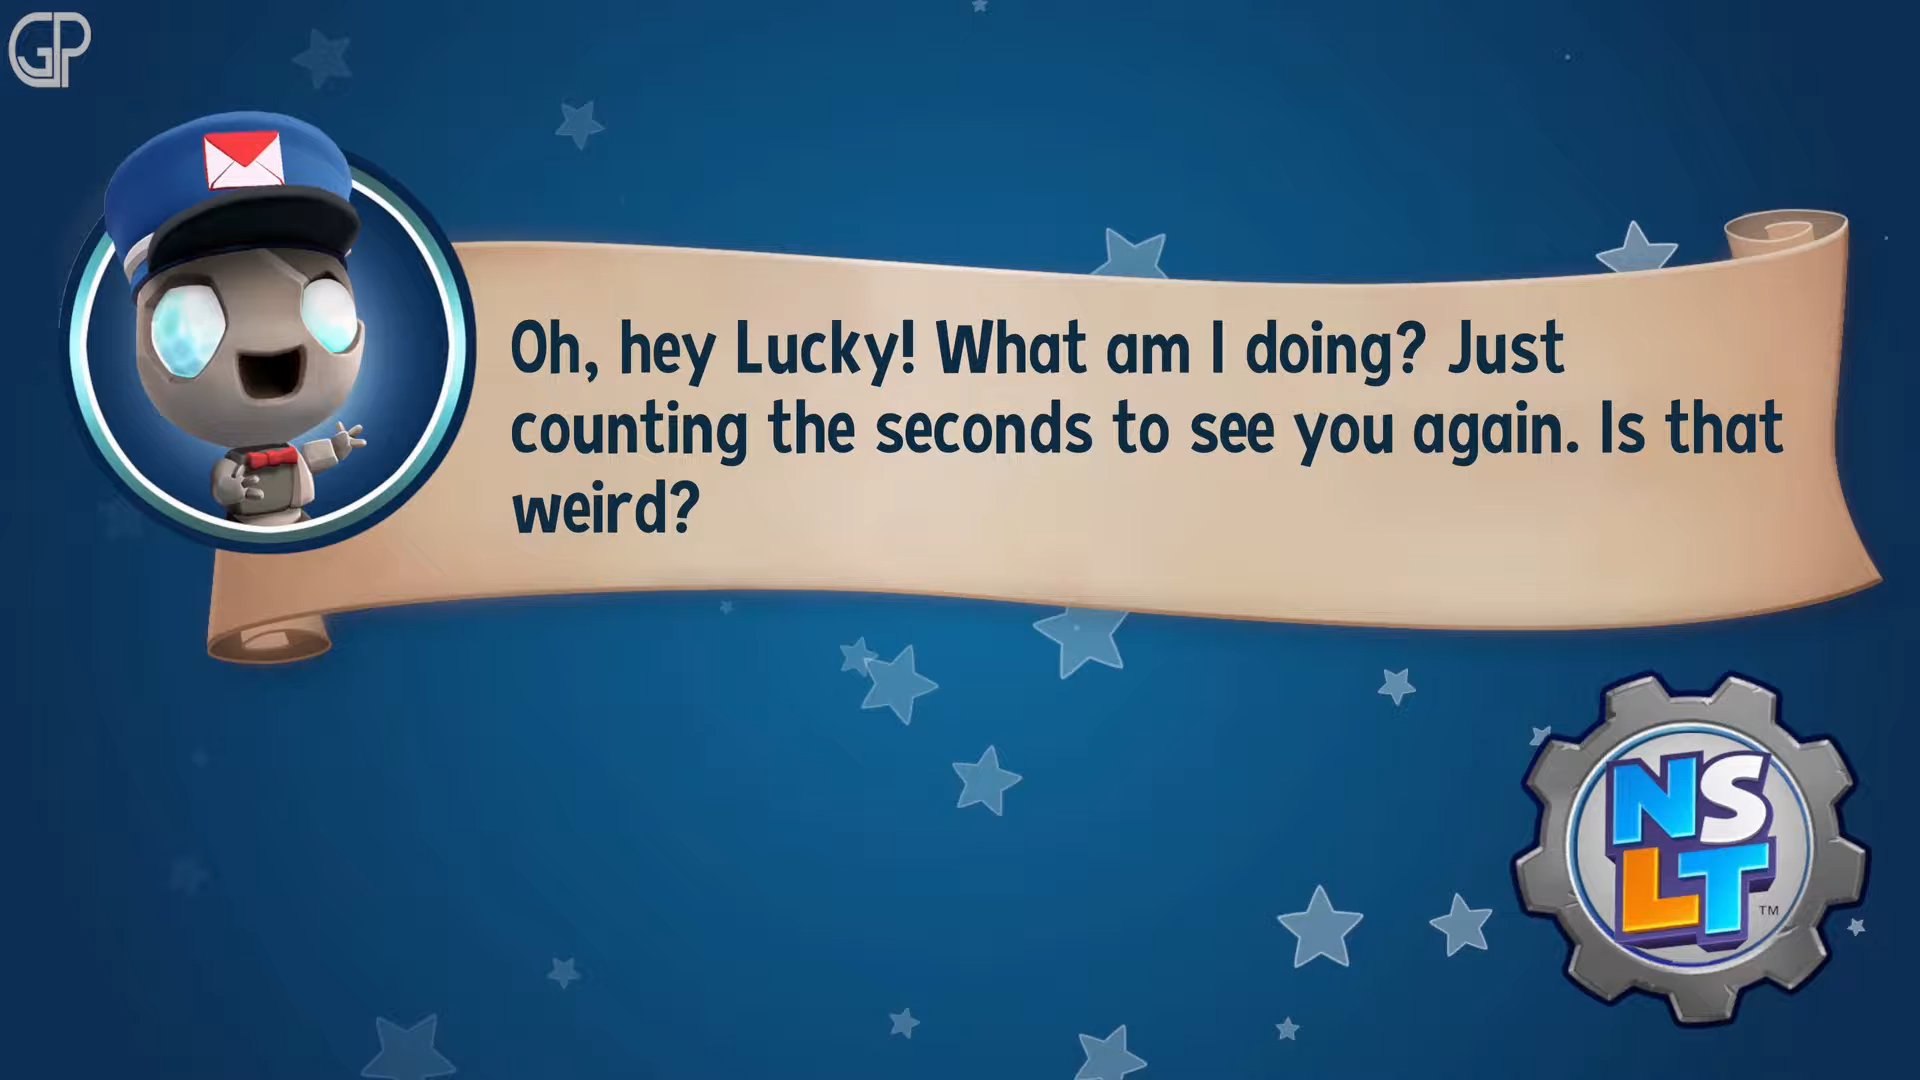 GP
Oh, hey Lucky! What am I doing? Just
counting the seconds to see you again. Is that
weird?
NS
LT
TM